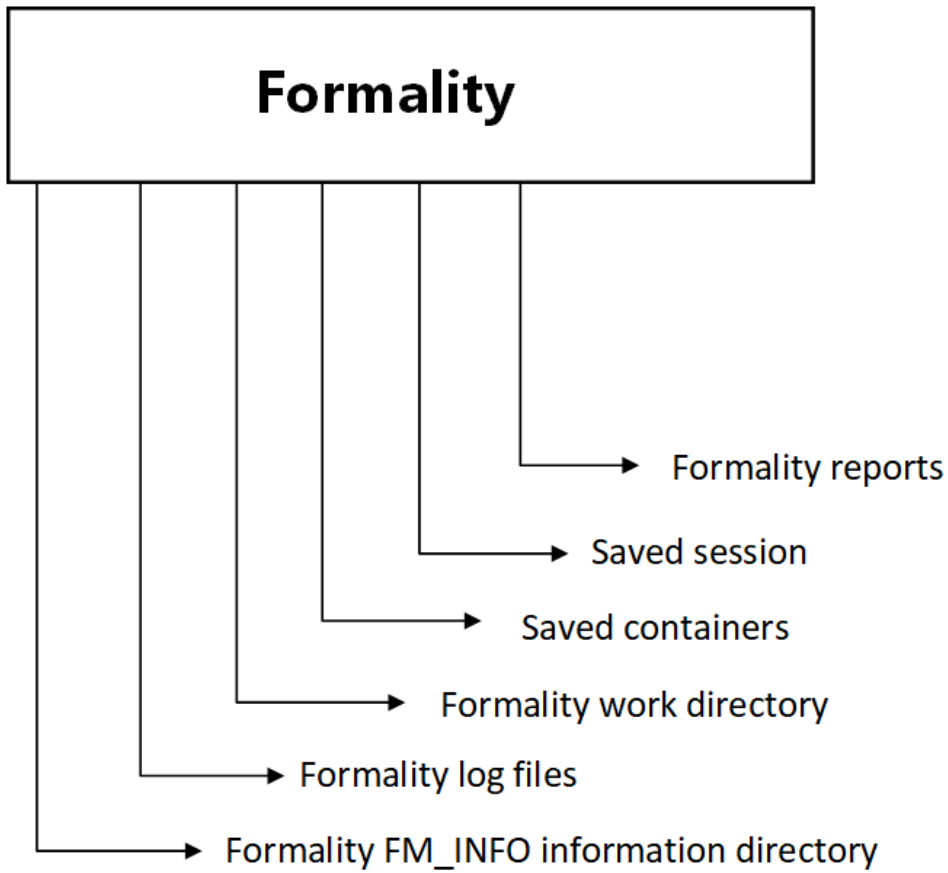 Formality
Formality reports
Saved session
Saved containers
Formality work directory
Formality log files
Formality FM_INFO information directory